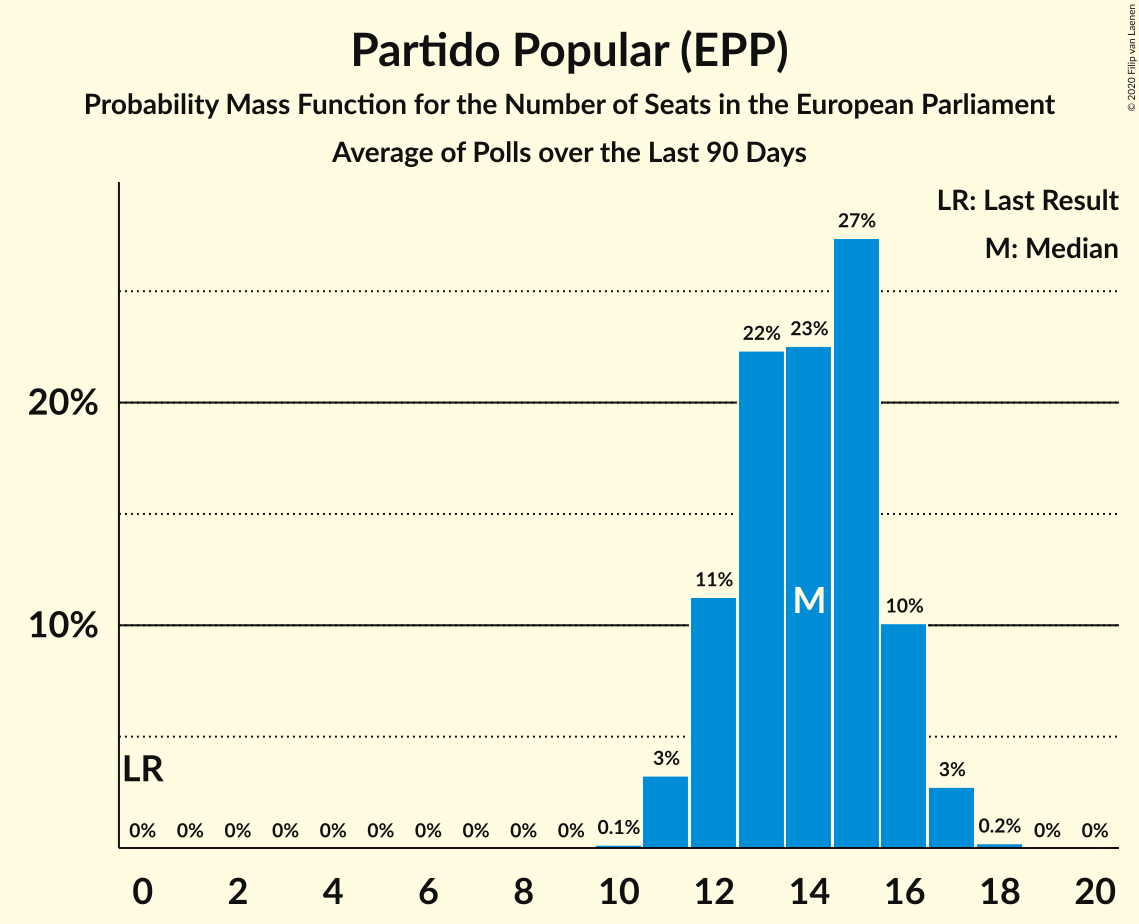 Partido Popular (EPP)
Probability Mass Function for the Number of Seats in the European Parliament
Average of Polls over the Last 90 Days
© 2020 Filip van Laenen
LR: Last Result
M: Median
20%
10%
27%
22%
23%
11%
10%
3%
3%
0% 0% 0% 0% 0% 0% 0% 0% 0% 0% 0.1% 0.2% 0% 0%
LR
M
0 2 4 6 8 10 12 14 16 18 20